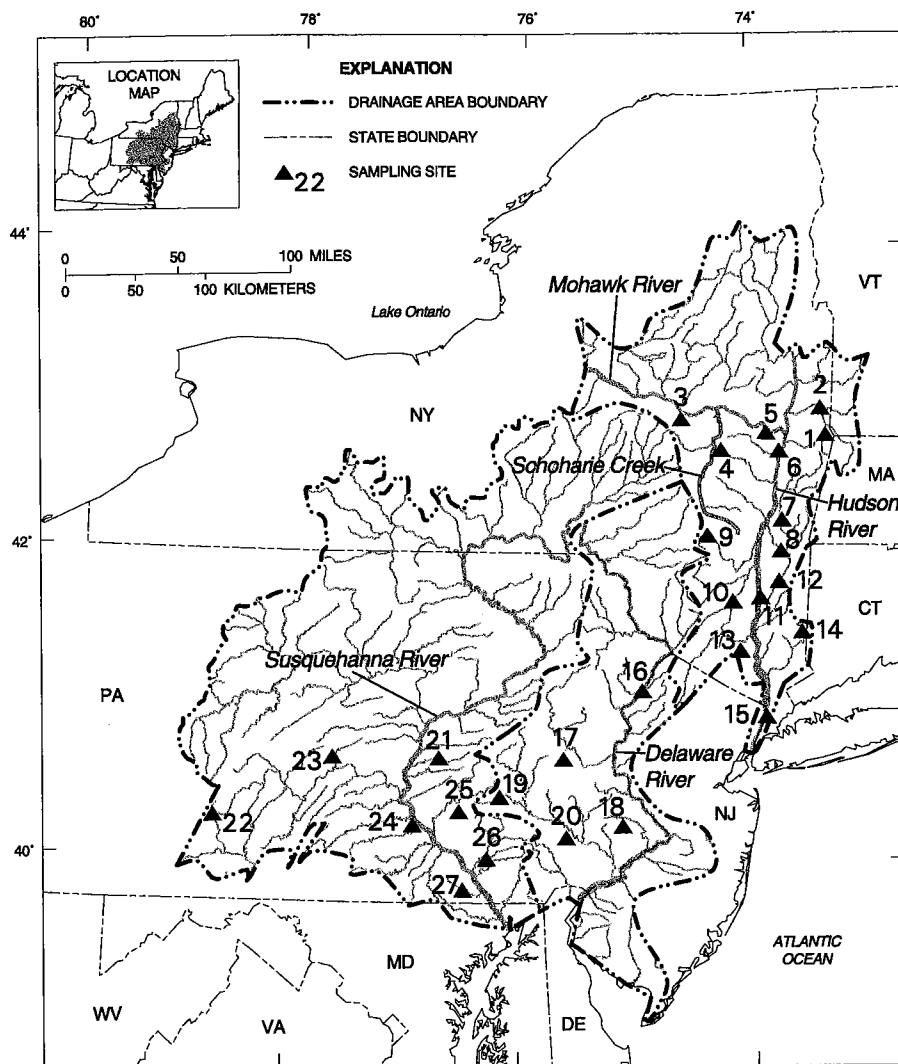 80°
78°
76°
74°
LOCATION
MAP
EXPLANATION
DRAINAGE AREA BOUNDARY
STATE BOUNDARY
22
SAMPLING SITE
44°
0
50
100 MILES
0
50
100 KILOMETERS
Lake Ontario
Mohawk River
VT
NY
3
5
2
1
4
6
Schoharie Creek
MA
Hudson
River
7
8
9
42°
10
12
11
CT
13
14
Susquehanna River
16
15
PA
21
17
Delaware
River
23
19
25
22
24
20
18
NJ
40°
26
27
MD
ATLANTIC
OCEAN
WV
VA
DE